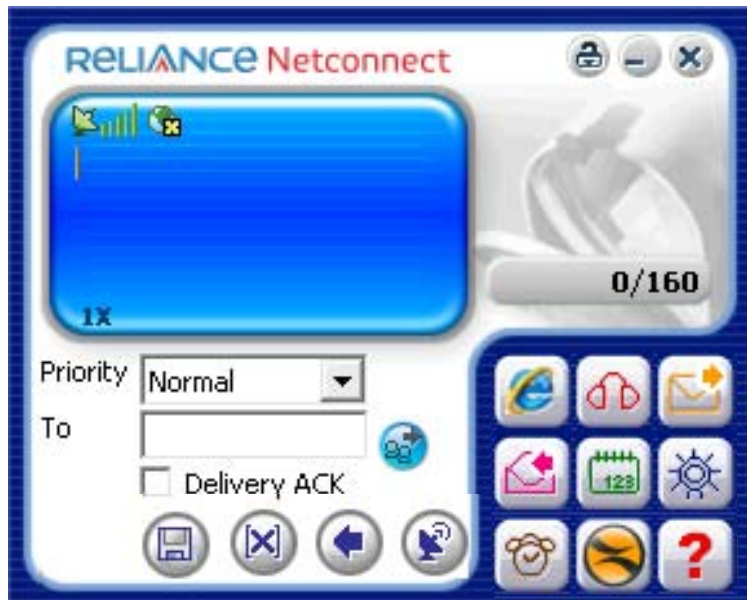 RELIANCE Netconnect
0/160
1X
Priority Normal
To
Delivery ACK
123
?